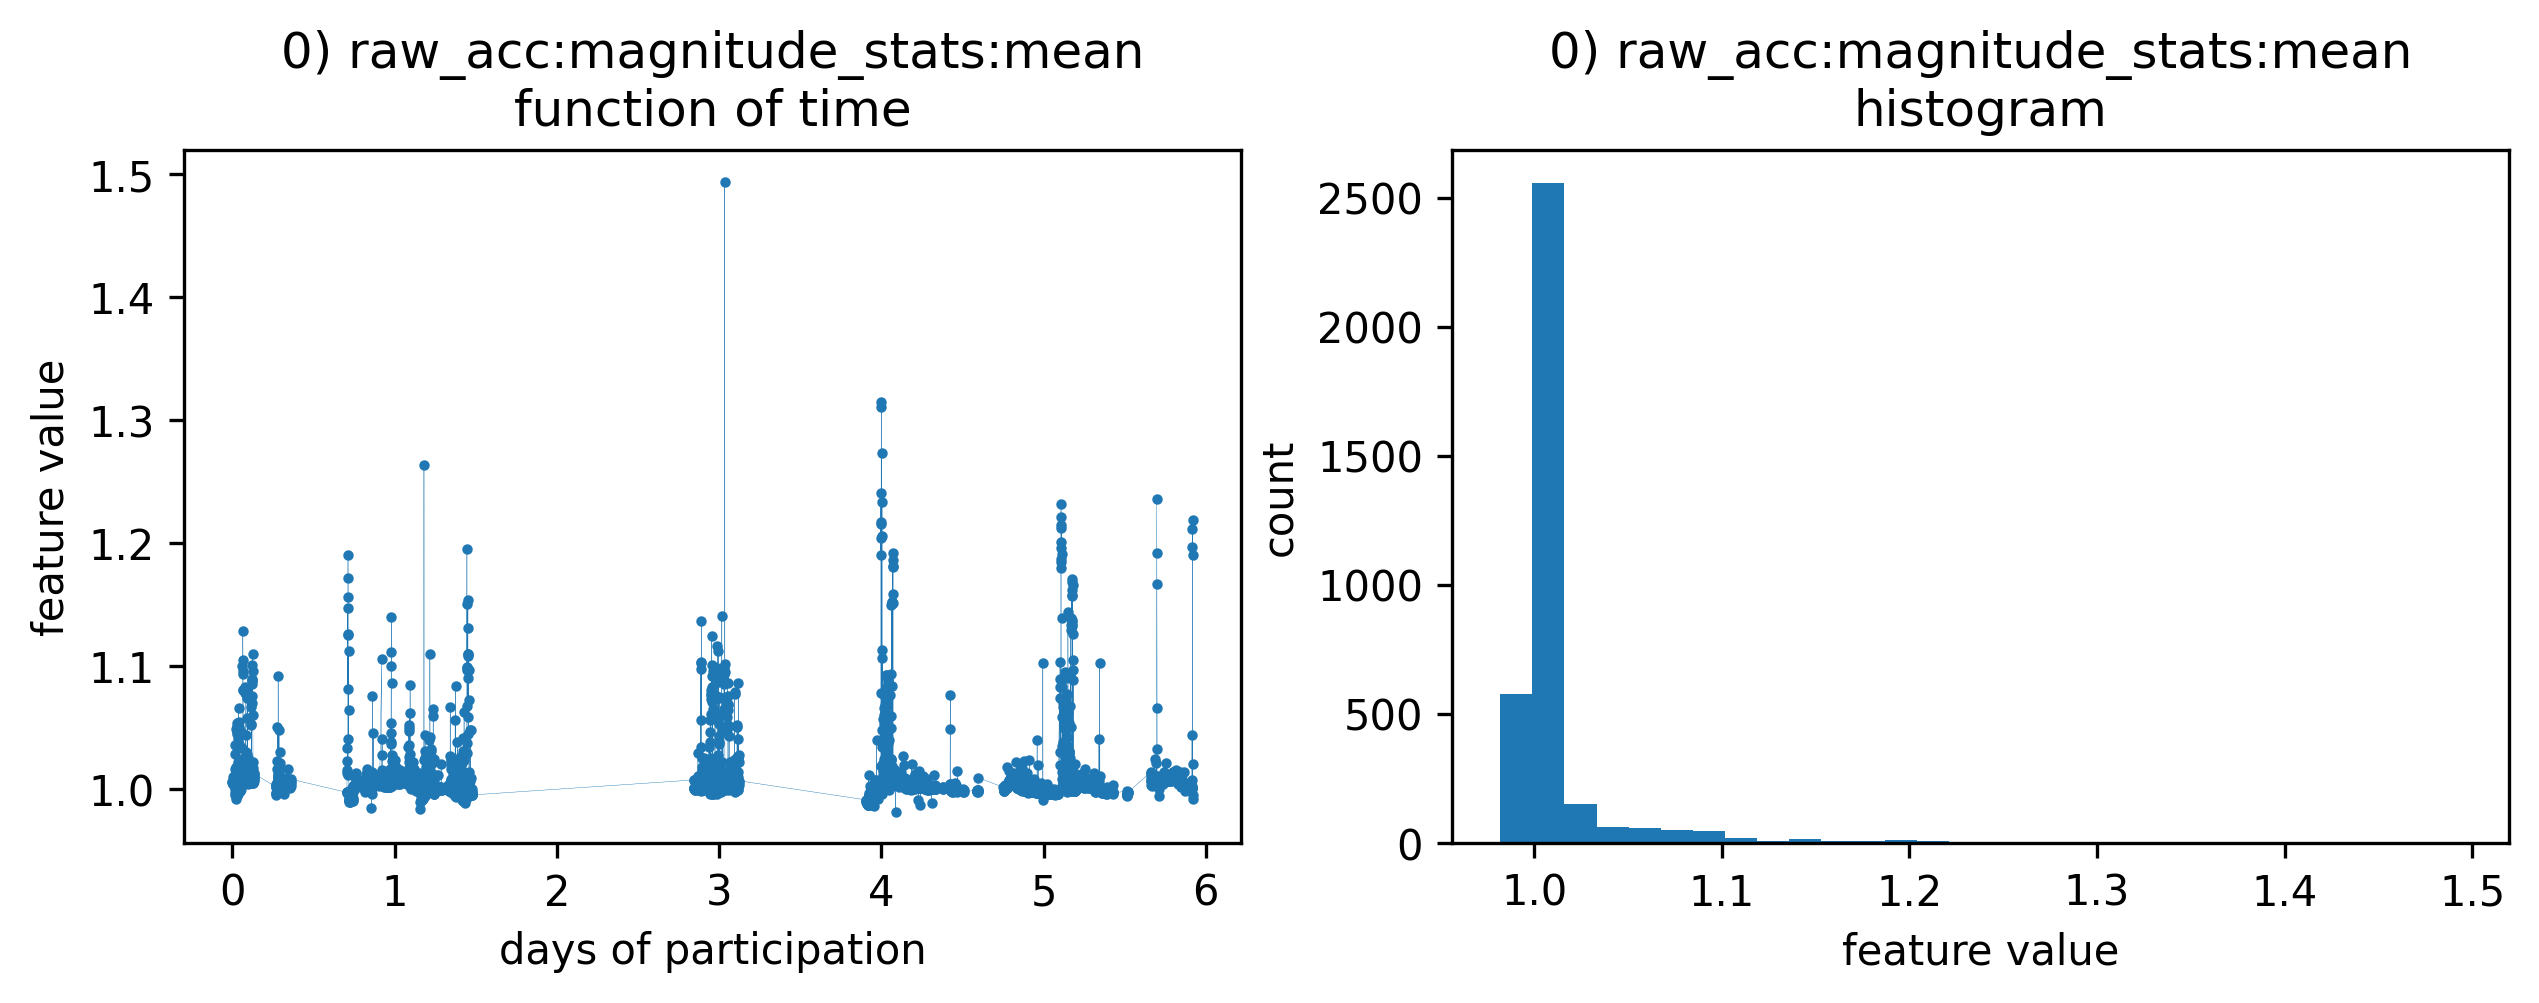 0) raw_acc:magnitude_stats:mean
function of time
feature value
1.5
1.4
1.3
1.2
1.1
1.0
0 1 2 3 4 5 6
days of participation
0) raw_acc:magnitude_stats:mean
histogram
count
2500
2000
1500
1000
500
0
1.0 1.1 1.2 1.3 1.4 1.5
feature value